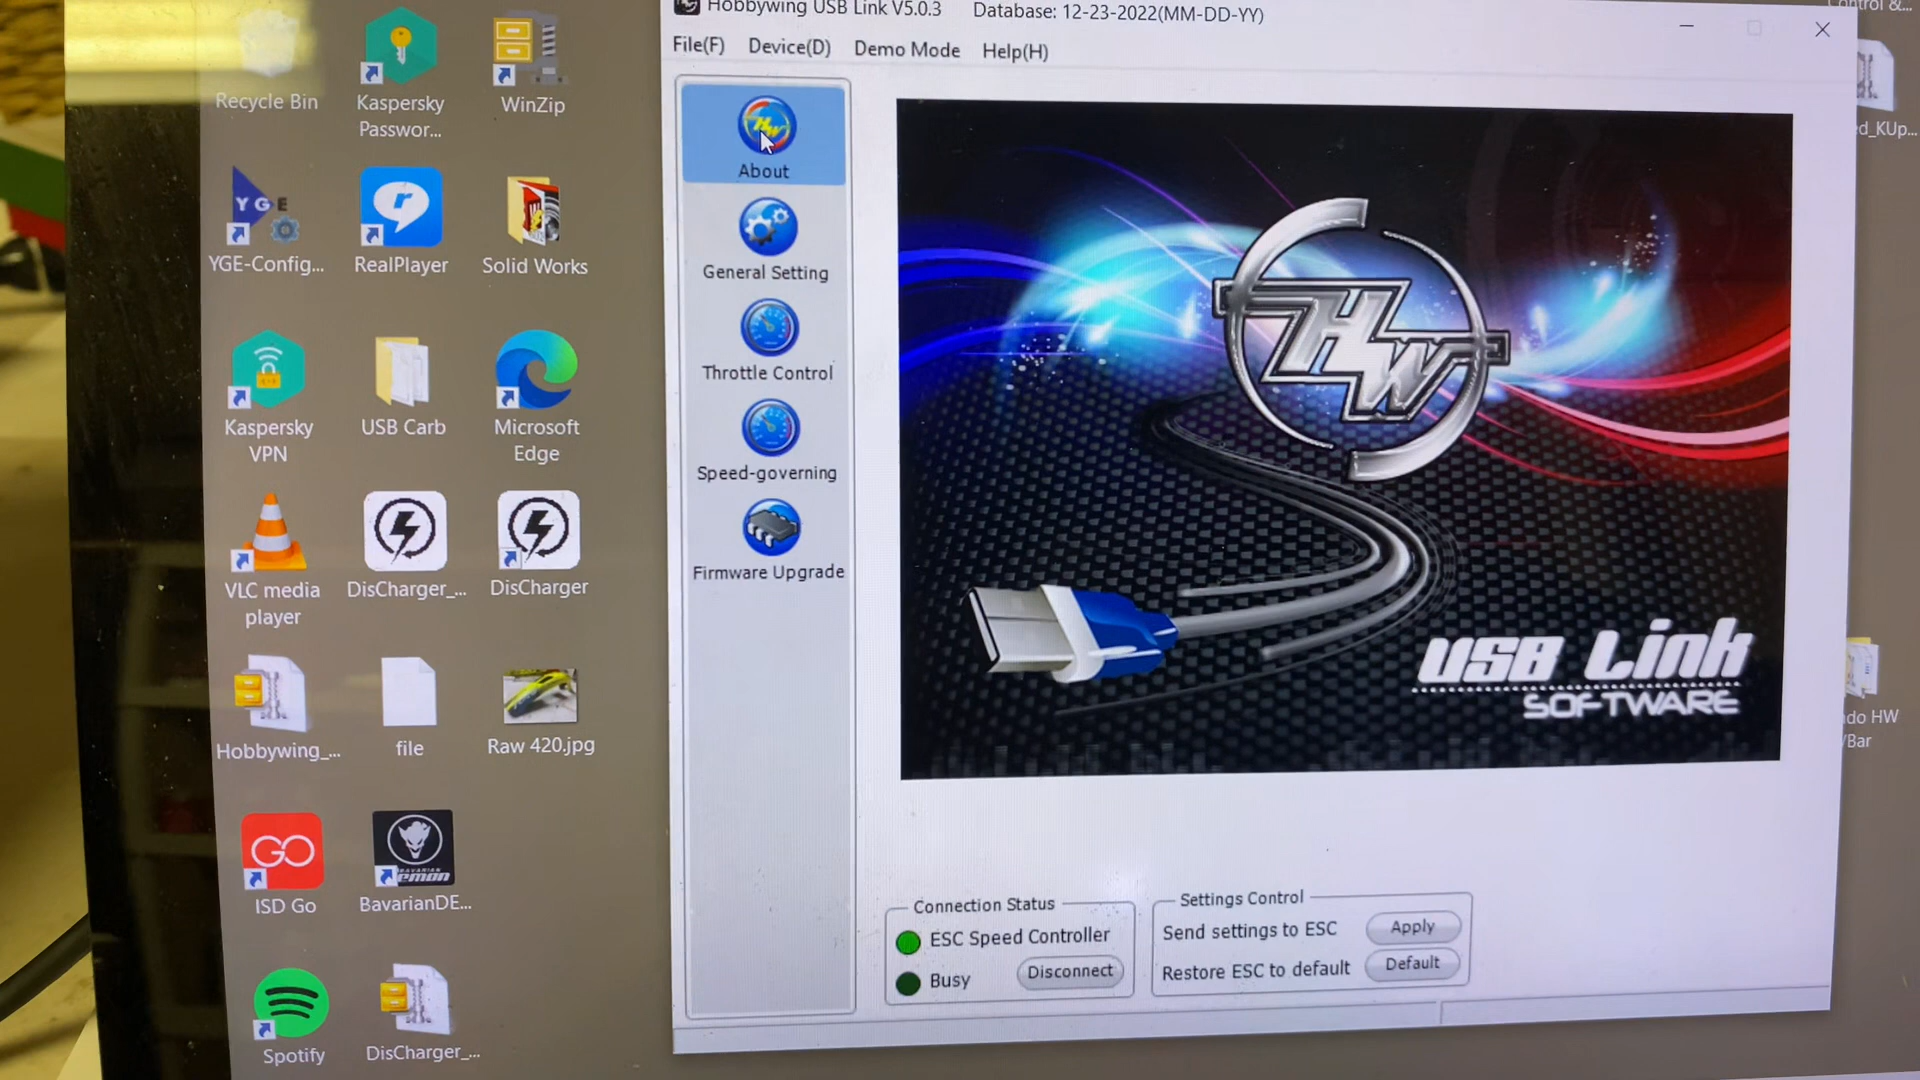 Hobbywing USB Link V5.0.3 Database: 12-23-2022(MM-DD-YY)
File(F) Device(D) Demo Mode Help(H)
About
General Setting
Throttle Control
Speed-governing
Firmware Upgrade
HW
USB Link
SOFTWARE
Connection Status
ESC Speed Controller
Busy
Disconnect
Settings Control
Send settings to ESC
Apply
Restore ESC to default
Default
Recycle Bin
Kaspersky
Passwor...
WinZip
YGE
YGE-Config...
RealPlayer
Solid Works
Kaspersky
VPN
USB Carb
Microsoft
Edge
VLC media
player
DisCharger_...
DisCharger
Hobbywing_...
file
Raw 420.jpg
GO
ISD Go
BavarianDE...
Spotify
DisCharger_...
ed_KUp...
do HW
VBar